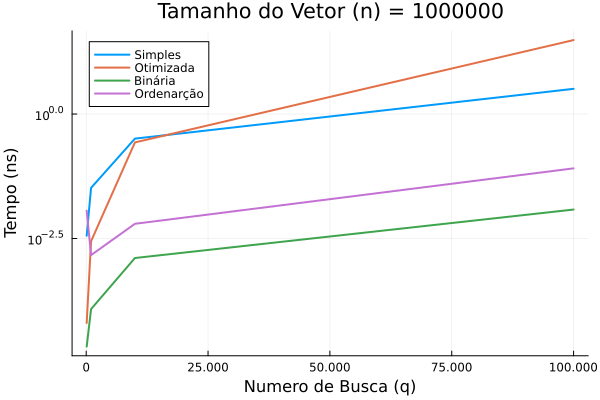 Tamanho do Vetor (n) = 1000000
Simples
Otimizada
Binária
Ordenarção
Tempo (ns)
10^0.0
10^−2.5
0
25.000
50.000
75.000
100.000
Numero de Busca (q)